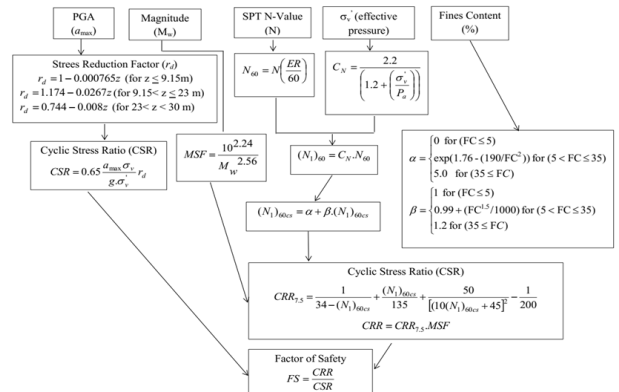 PGA
(a_max)
Magnitude
(M_w)
SPT N-Value
(N)
σ_v' (effective
pressure)
Fines Content
(%)
Strees Reduction Factor (r_d)
r_d = 1 − 0.000765z (for z ≤ 9.15m)
r_d = 1.174 − 0.0267z (for 9.15 < z ≤ 23 m)
r_d = 0.744 − 0.008z (for 23 < z < 30 m)
N_60 = N(ER/60)
C_N = 2.2/(1.2 + (σ_v'/P_a))
Cyclic Stress Ratio (CSR)
CSR = 0.65 (a_max σ_v)/(g.σ_v') r_d
MSF = 10^2.24/M_w^2.56
(N_1)_60 = C_N.N_60
α = {0 for (FC ≤ 5)
exp(1.76 - (190/FC^2)) for (5 < FC ≤ 35)
5.0 for (35 ≤ FC)
β = {1 for (FC ≤ 5)
0.99 + (FC^1.5/1000) for (5 < FC ≤ 35)
1.2 for (35 ≤ FC)
(N_1)_60cs = α + β.(N_1)_60cs
Cyclic Stress Ratio (CSR)
CRR_7.5 = 1/(34 − (N_1)_60cs) + (N_1)_60cs/135 + 50/[(10(N_1)_60cs + 45]^2 − 1/200
CRR = CRR_7.5.MSF
Factor of Safety
FS = CRR/CSR